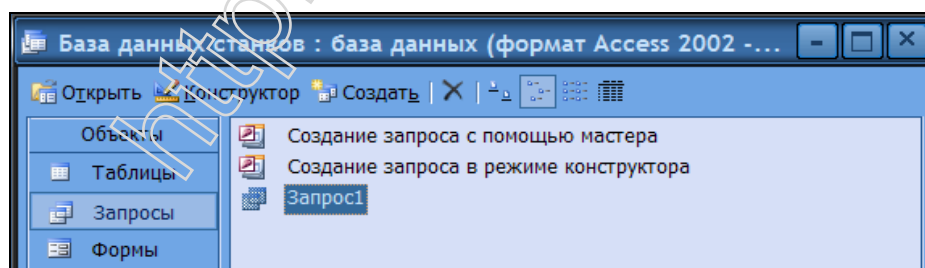 База данных станков : база данных (формат Access 2002 -...
Открыть Конструктор Создать
Объекты
Таблицы
Запросы
Формы
Создание запроса с помощью мастера
Создание запроса в режиме конструктора
Запрос1
http